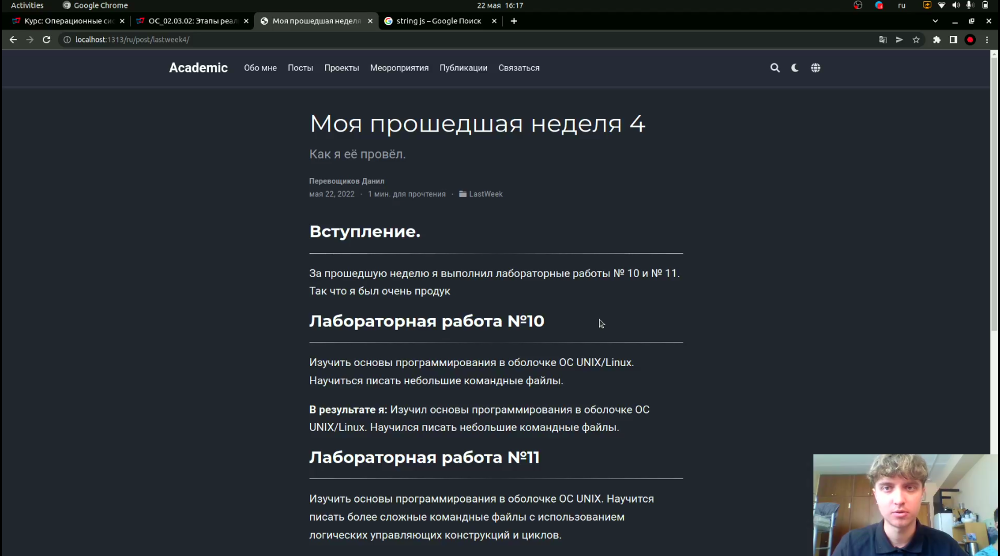 Activities Google Chrome 22 мая 16:17 ru
Курс: Операционные сис ОС_02.03.02: Этапы реал Моя прошедшая неделя string js – Google Поиск
localhost:1313/ru/post/lastweek4/
Academic Обо мне Посты Проекты Меороприятия Публикации Связаться
Моя прошедшая неделя 4
Как я её провёл.
Перевощиков Данил
мая 22, 2022 · 1 мин. для прочтения · LastWeek
Вступление.
За прошедшую неделю я выполнил лабораторные работы № 10 и № 11.
Так что я был очень продук
Лабораторная работа №10
Изучить основы программирования в оболочке ОС UNIX/Linux.
Научиться писать небольшие командные файлы.
В результате я: Изучил основы программирования в оболочке ОС
UNIX/Linux. Научился писать небольшие командные файлы.
Лабораторная работа №11
Изучить основы программирования в оболочке ОС UNIX. Научится
писать более сложные командные файлы с использованием
логических управляющих конструкций и циклов.